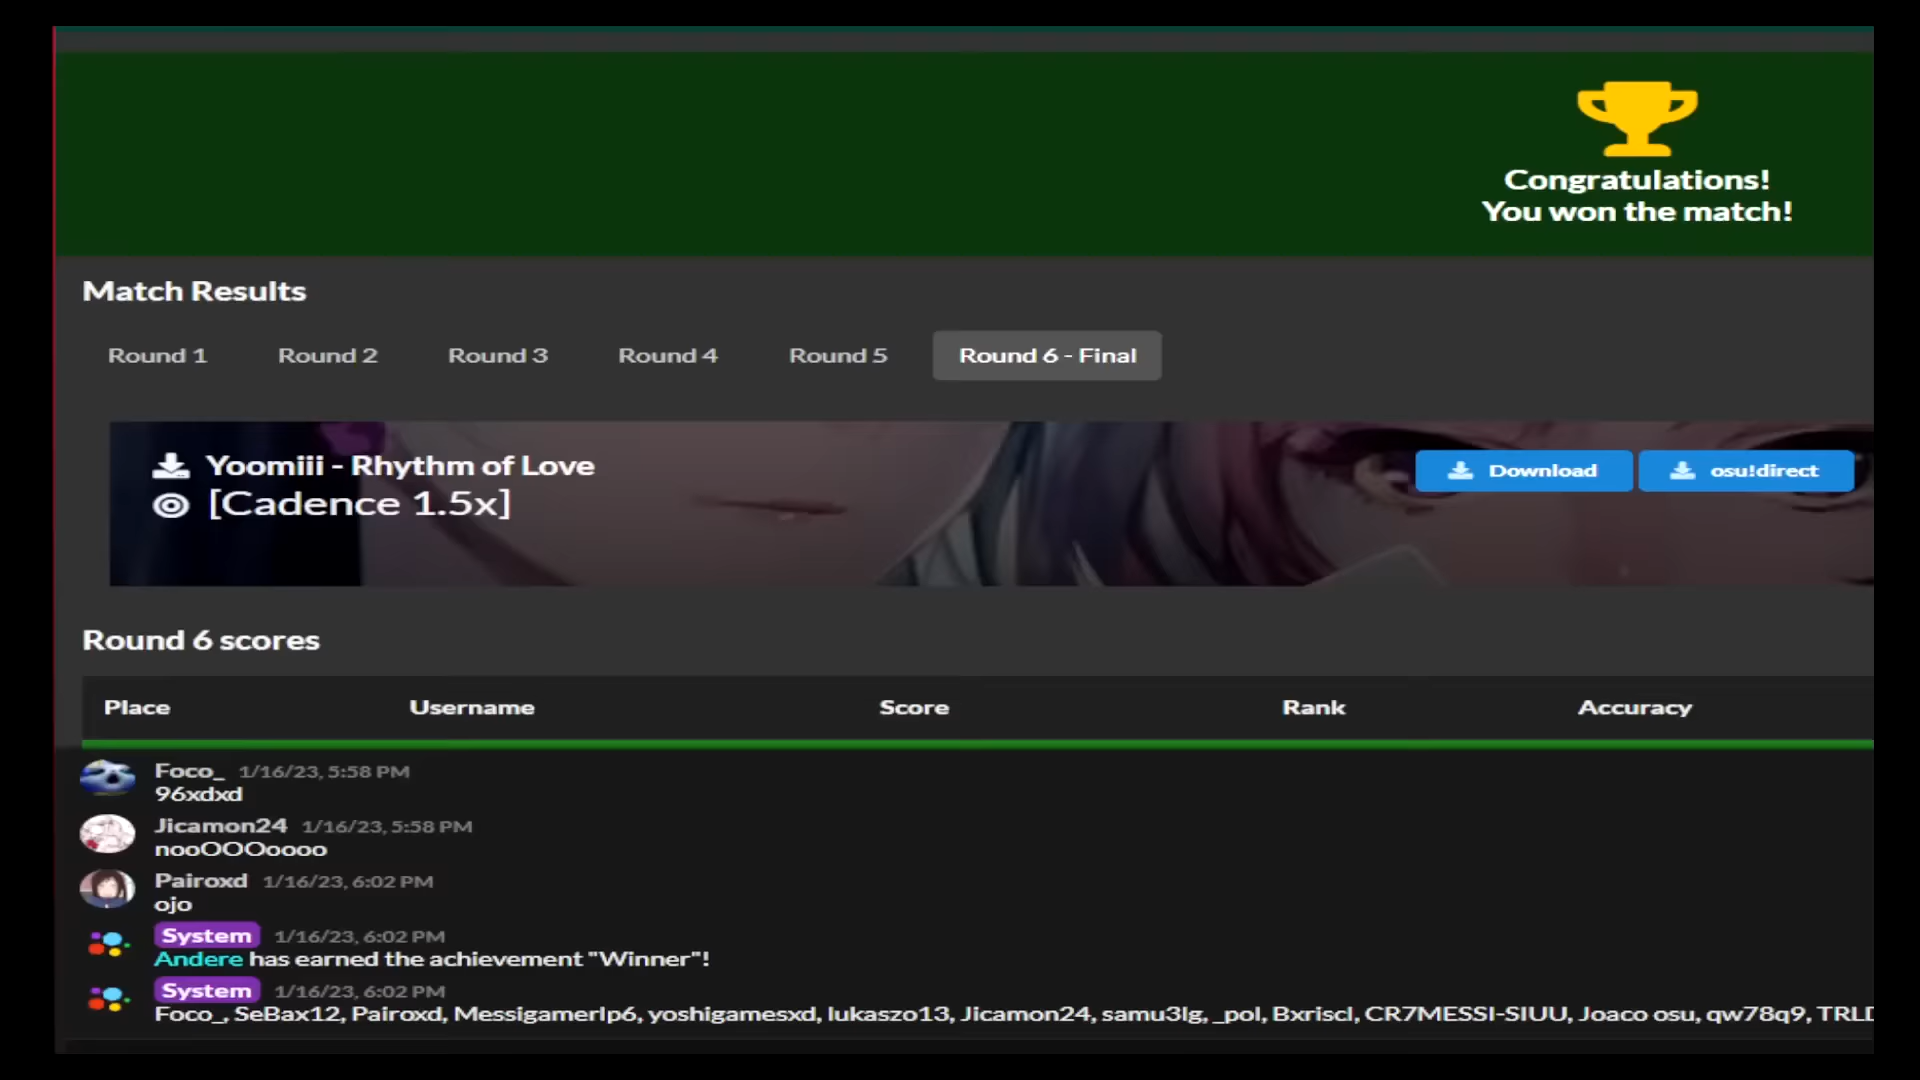 Congratulations!
You won the match!
Match Results
Round 1 Round 2 Round 3 Round 4 Round 5 Round 6 - Final
Yoomiii - Rhythm of Love
[Cadence 1.5x]
Download osu!direct
Round 6 scores
Place Username Score Rank Accuracy
Foco_ 1/16/23, 5:58 PM
96xdxd
Jicamon24 1/16/23, 5:58 PM
nooOOOoooo
Pairoxd 1/16/23, 6:02 PM
ojo
System 1/16/23, 6:02 PM
Andere has earned the achievement "Winner"!
System 1/16/23, 6:02 PM
Foco_, SeBax12, Pairoxd, Messigamerlp6, yoshigamesxd, lukaszo13, Jicamon24, samu3lg, _pol, Bxriscl, CR7MESSI-SIUU, Joaco osu, qw78q9,